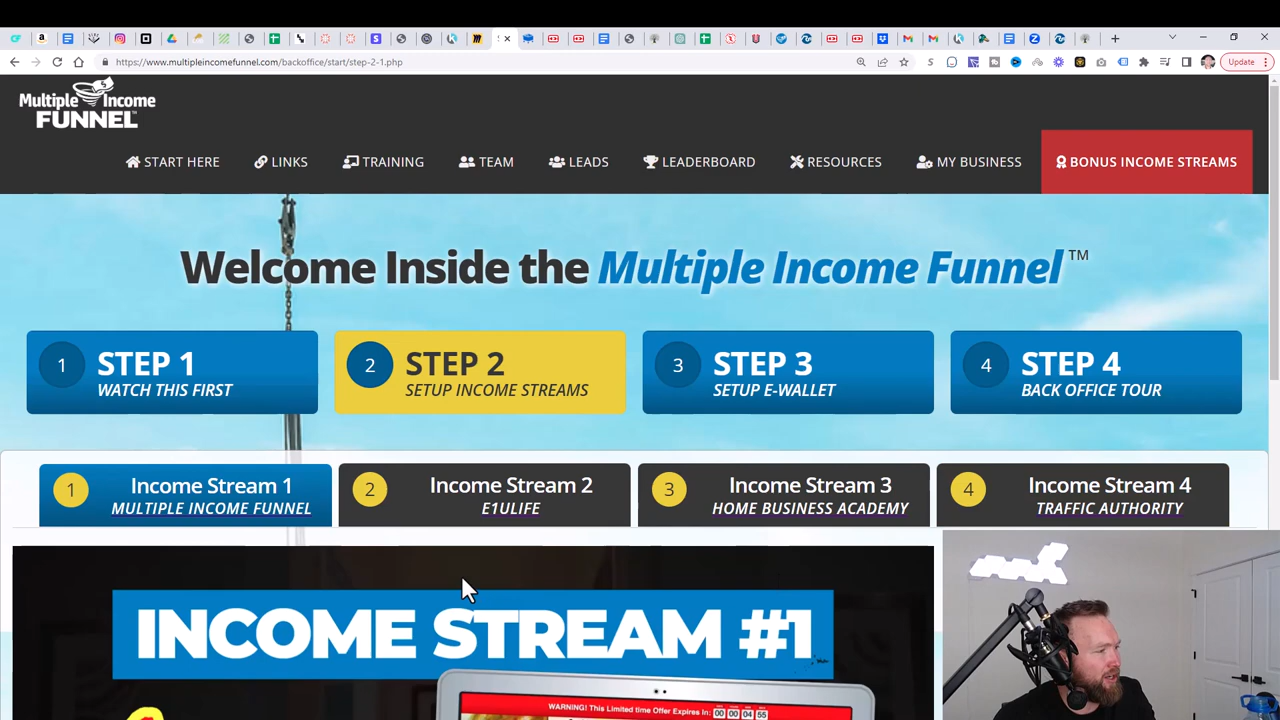 https://www.multipleincomefunnel.com/backoffice/start/step-2-1.php
Update
Multiple Income
FUNNEL
START HERE
LINKS
TRAINING
TEAM
LEADS
LEADERBOARD
RESOURCES
MY BUSINESS
BONUS INCOME STREAMS
Welcome Inside the Multiple Income Funnel™
1 STEP 1
WATCH THIS FIRST
2 STEP 2
SETUP INCOME STREAMS
3 STEP 3
SETUP E-WALLET
4 STEP 4
BACK OFFICE TOUR
1 Income Stream 1
MULTIPLE INCOME FUNNEL
2 Income Stream 2
E1ULIFE
3 Income Stream 3
HOME BUSINESS ACADEMY
4 Income Stream 4
TRAFFIC AUTHORITY
INCOME STREAM #1
WARNING! This Limited time Offer Expires In: 00 00 04 55